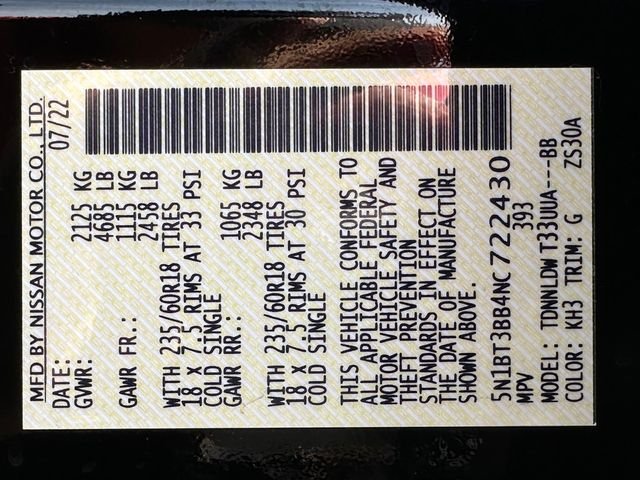 MFD BY NISSAN MOTOR CO., LTD.
DATE: 07/22
GVWR: 2125 KG
4685 LB
GAWR FR.: 1115 KG
2458 LB
WITH 235/60R18 TIRES
18 X 7.5 RIMS AT 33 PSI
COLD SINGLE
GAWR RR.: 1065 KG
2348 LB
WITH 235/60R18 TIRES
18 X 7.5 RIMS AT 30 PSI
COLD SINGLE
THIS VEHICLE CONFORMS TO
ALL APPLICABLE FEDERAL
MOTOR VEHICLE SAFETY AND
THEFT PREVENTION
STANDARDS IN EFFECT ON
THE DATE OF MANUFACTURE
SHOWN ABOVE.
5N1BT3BB4NC722430
MPV 393
MODEL: TDNNLDW T33UUA---BB
COLOR: KH3 TRIM: G ZS30A